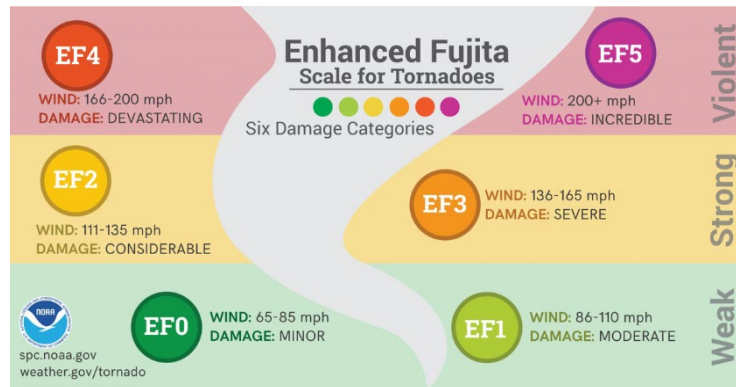 Enhanced Fujita
Scale for Tornadoes
Six Damage Categories
EF4
WIND: 166-200 mph
DAMAGE: DEVASTATING
EF5
WIND: 200+ mph
DAMAGE: INCREDIBLE
Violent
EF2
WIND: 111-135 mph
DAMAGE: CONSIDERABLE
EF3
WIND: 136-165 mph
DAMAGE: SEVERE
Strong
NOAA
spc.noaa.gov
weather.gov/tornado
EF0
WIND: 65-85 mph
DAMAGE: MINOR
EF1
WIND: 86-110 mph
DAMAGE: MODERATE
Weak